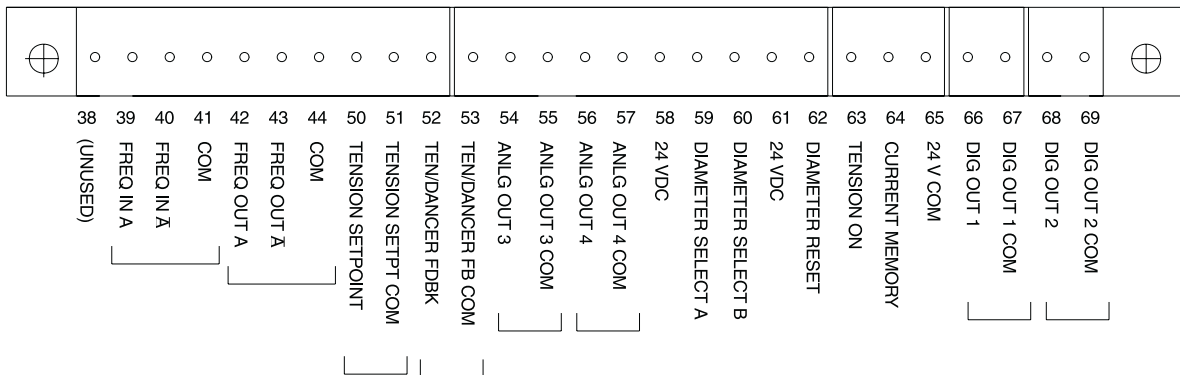 38 39 40 41 42 43 44 50 51 52 53 54 55 56 57 58 59 60 61 62 63 64 65 66 67 68 69
(UNUSED)
FREQ IN A
FREQ IN A̅
COM
FREQ OUT A
FREQ OUT A̅
COM
TENSION SETPOINT
TENSION SETPT COM
TEN/DANCER FDBK
TEN/DANCER FB COM
ANLG OUT 3
ANLG OUT 3 COM
ANLG OUT 4
ANLG OUT 4 COM
24 VDC
DIAMETER SELECT A
DIAMETER SELECT B
24 VDC
DIAMETER RESET
TENSION ON
CURRENT MEMORY
24 V COM
DIG OUT 1
DIG OUT 1 COM
DIG OUT 2
DIG OUT 2 COM